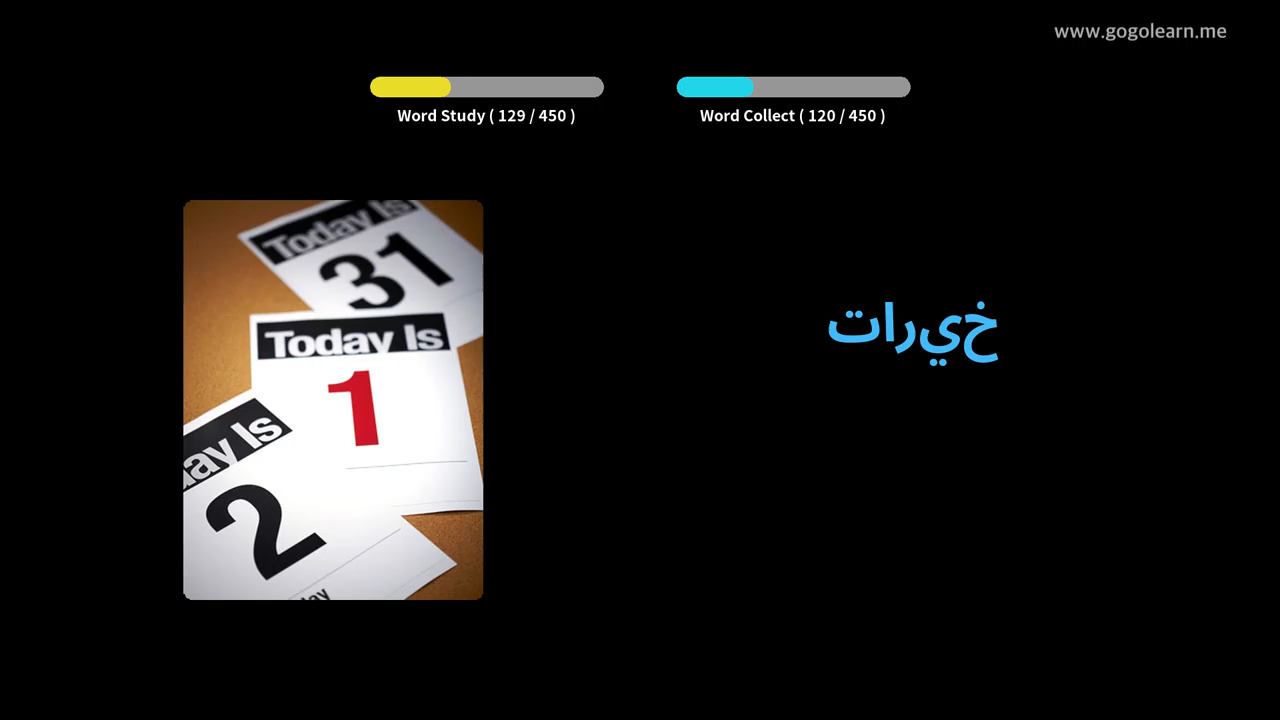 www.gogolearn.me
Word Study ( 129 / 450 )
Word Collect ( 120 / 450 )
Today Is
31
Today Is
1
ay Is
2
خيرات